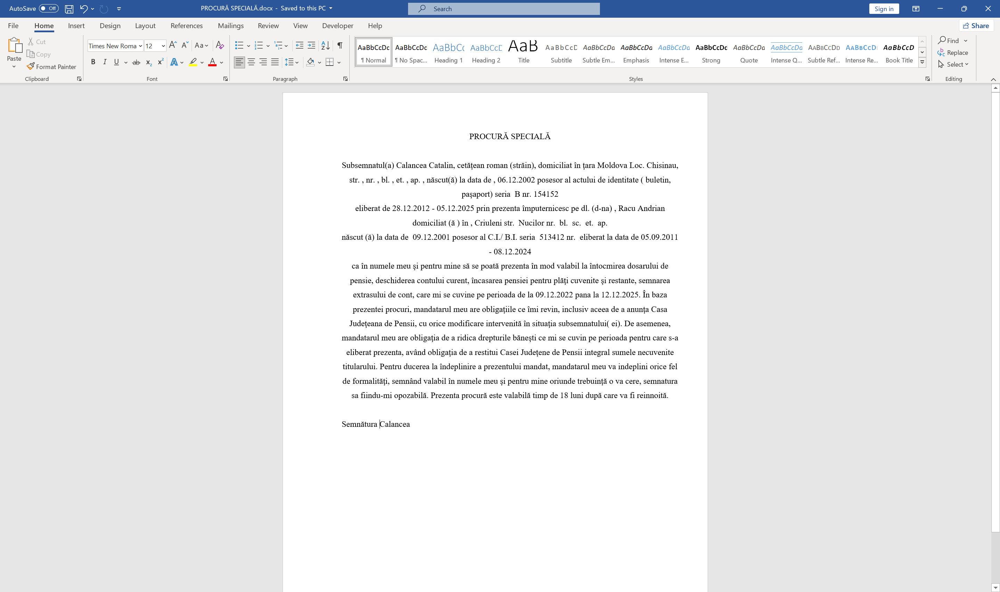 AutoSave Off PROCURĂ SPECIALĂ.docx - Saved to this PC Search Sign in
File Home Insert Design Layout References Mailings Review View Developer Help Share
Paste Cut Copy Format Painter Clipboard
Times New Roma 12 Font
Paragraph
AaBbCcDc AaBbCcDc AaBbCc AaBbCcD AaB AaBbCcD AaBbCcDd AaBbCcDd AaBbCcDd AaBbCcDc AaBbCcDd AaBbCcDd AaBbCcDd AaBbCcD AaBbCcD
¶ Normal ¶ No Spac... Heading 1 Heading 2 Title Subtitle Subtle Em... Emphasis Intense E... Strong Quote Intense Q... Subtle Ref... Intense Re... Book Title
Styles
Find
Replace
Select
Editing
PROCURĂ SPECIALĂ
Subsemnatul(a) Calancea Catalin, cetăţean roman (străin), domiciliat în ţara Moldova Loc. Chisinau,
str. , nr. , bl. , et. , ap. , născut(ă) la data de , 06.12.2002 posesor al actului de identitate ( buletin,
paşaport) seria  B nr. 154152
eliberat de 28.12.2012 - 05.12.2025 prin prezenta împuternicesc pe dl. (d-na) , Racu Andrian
domiciliat (ă ) în , Criuleni str.  Nucilor nr.  bl.  sc.  et.  ap.
născut (ă) la data de  09.12.2001 posesor al C.I./ B.I. seria  513412 nr.  eliberat la data de 05.09.2011
- 08.12.2024
ca în numele meu şi pentru mine să se poată prezenta în mod valabil la întocmirea dosarului de
pensie, deschiderea contului curent, încasarea pensiei pentru plăţi cuvenite şi restante, semnarea
extrasului de cont, care mi se cuvine pe perioada de la 09.12.2022 pana la 12.12.2025. În baza
prezentei procuri, mandatarul meu are obligaţiile ce îmi revin, inclusiv aceea de a anunţa Casa
Judeţeana de Pensii, cu orice modificare intervenită în situaţia subsemnatului( ei). De asemenea,
mandatarul meu are obligaţia de a ridica drepturile băneşti ce mi se cuvin pe perioada pentru care s-a
eliberat prezenta, având obligaţia de a restitui Casei Judeţene de Pensii integral sumele necuvenite
titularului. Pentru ducerea la îndeplinire a prezentului mandat, mandatarul meu va indeplini orice fel
de formalităţi, semnând valabil în numele meu şi pentru mine oriunde trebuinţă o va cere, semnatura
sa fiindu-mi opozabilă. Prezenta procură este valabilă timp de 18 luni după care va fi reinnoită.
Semnătura Calancea